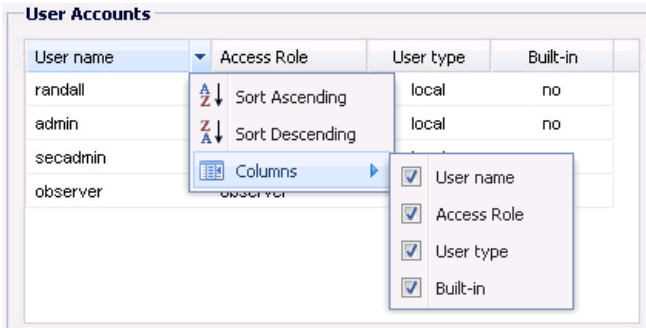 User Accounts
User name Access Role User type Built-in
randall local no
admin local no
secadmin
observer observer
Sort Ascending
Sort Descending
Columns
User name
Access Role
User type
Built-in